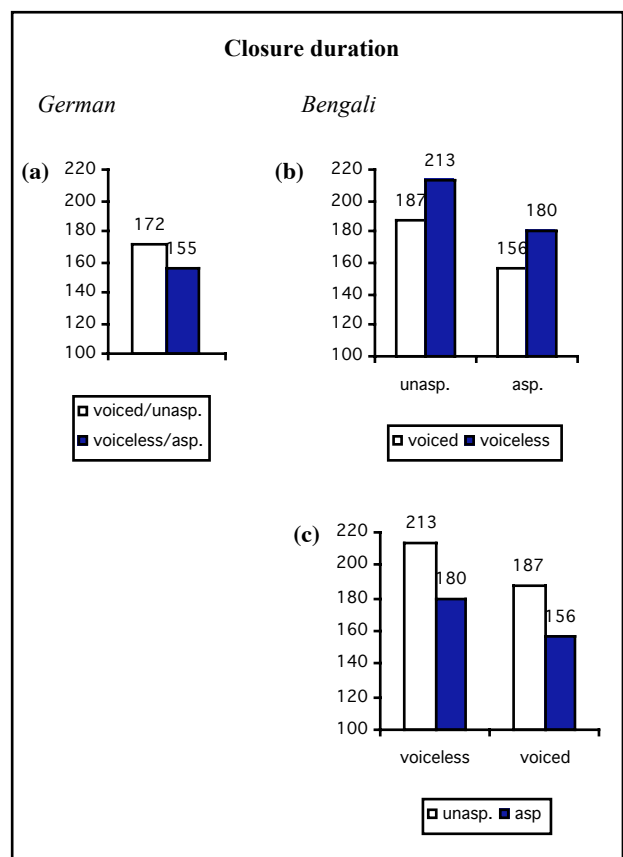 Closure duration
German Bengali
(a)
220
200
180
160
140
120
100
172
155
voiced/unasp.
voiceless/asp.
(b)
220
200
180
160
140
120
100
187
213
156
180
unasp. asp.
voiced voiceless
(c)
220
200
180
160
140
120
100
213
180
187
156
voiceless voiced
unasp. asp